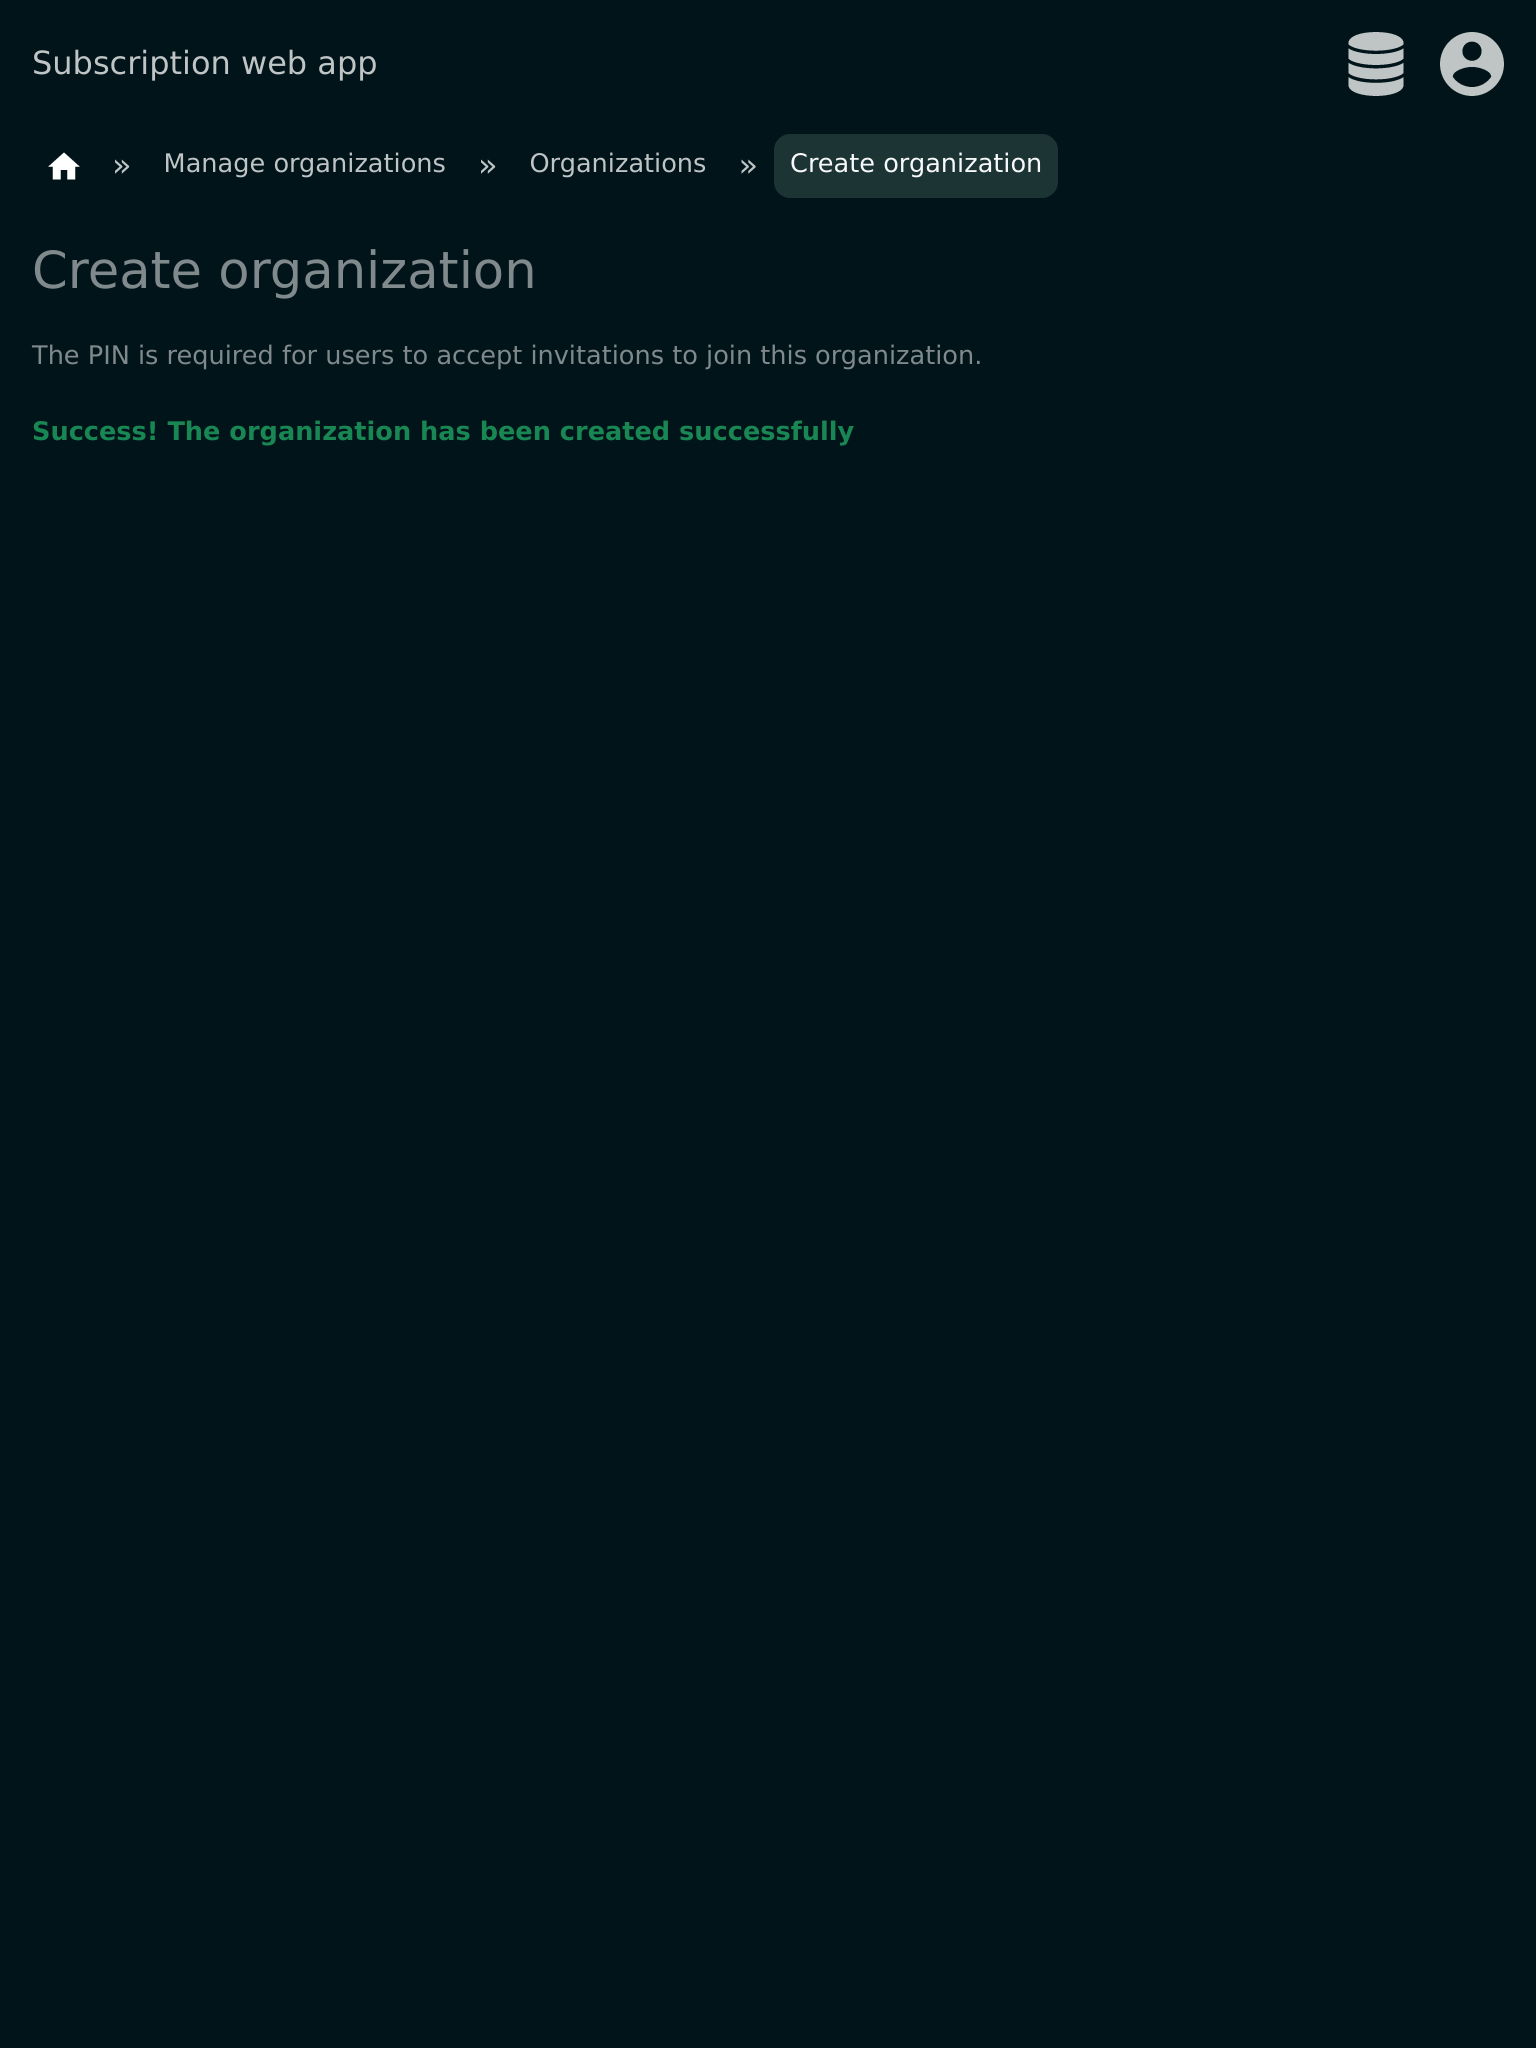 Subscription web app
» Manage organizations » Organizations » Create organization
Create organization
The PIN is required for users to accept invitations to join this organization.
Success! The organization has been created successfully